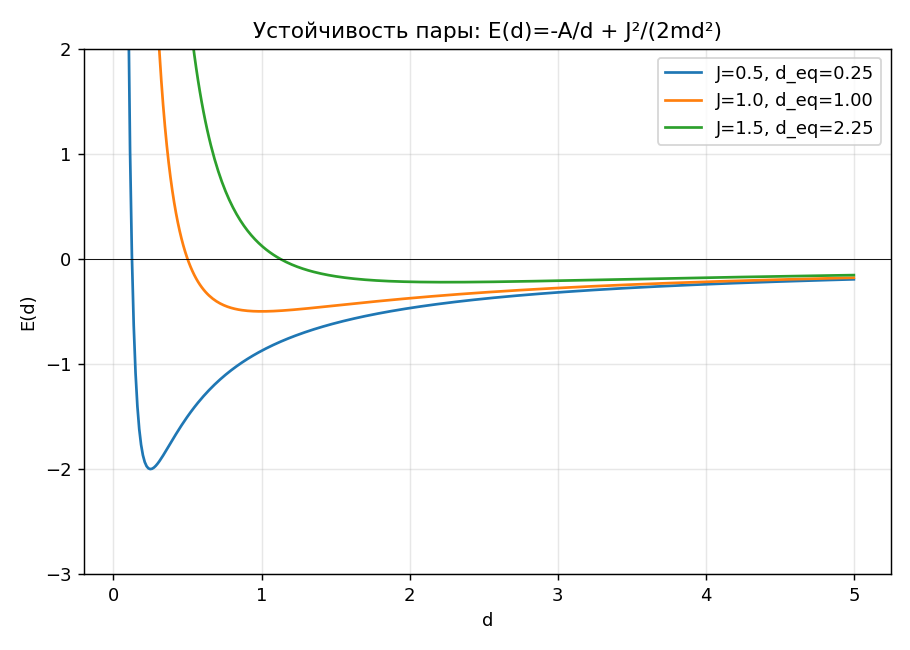 Устойчивость пары: E(d)=-A/d + J²/(2md²)
J=0.5, d_eq=0.25
J=1.0, d_eq=1.00
J=1.5, d_eq=2.25
E(d)
2
1
0
−1
−2
−3
0 1 2 3 4 5
d